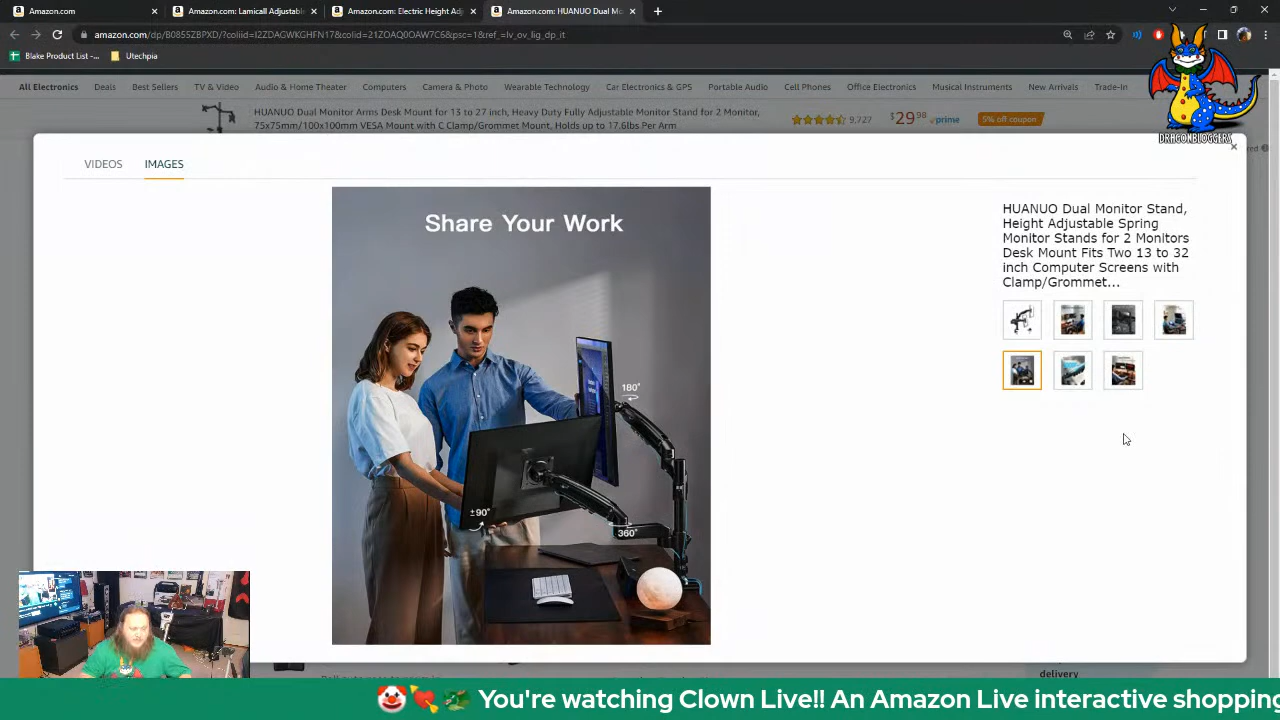 Amazon.com
Amazon.com: Lamicall Adjustable
Amazon.com: Electric Height Adj
Amazon.com: HUANUO Dual Mo
amazon.com/dp/B0855ZBPXD/?coliid=I2ZDAGWKGHFN17&colid=21ZOAQ0OAW7C6&psc=1&ref_=lv_ov_lig_dp_it
Blake Product List -...
Utechpia
All Electronics Deals Best Sellers TV & Video Audio & Home Theater Computers Camera & Photo Wearable Technology Car Electronics & GPS Portable Audio Cell Phones Office Electronics Musical Instruments New Arrivals Trade-In
HUANUO Dual Monitor Arms Desk Mount for 13 to 27 inch, Heavy Duty Fully Adjustable Monitor Stand for 2 Monitor,
75x75mm/100x100mm VESA Mount with C Clamp/Grommet Mount, Holds up to 17.6lbs Per Arm
9,727
$29.98 prime
5% off coupon
DRAGONBLOGGERS
VIDEOS IMAGES
Share Your Work
180°
±90°
360°
HUANUO Dual Monitor Stand,
Height Adjustable Spring
Monitor Stands for 2 Monitors
Desk Mount Fits Two 13 to 32
inch Computer Screens with
Clamp/Grommet...
delivery
You're watching Clown Live!! An Amazon Live interactive shopping